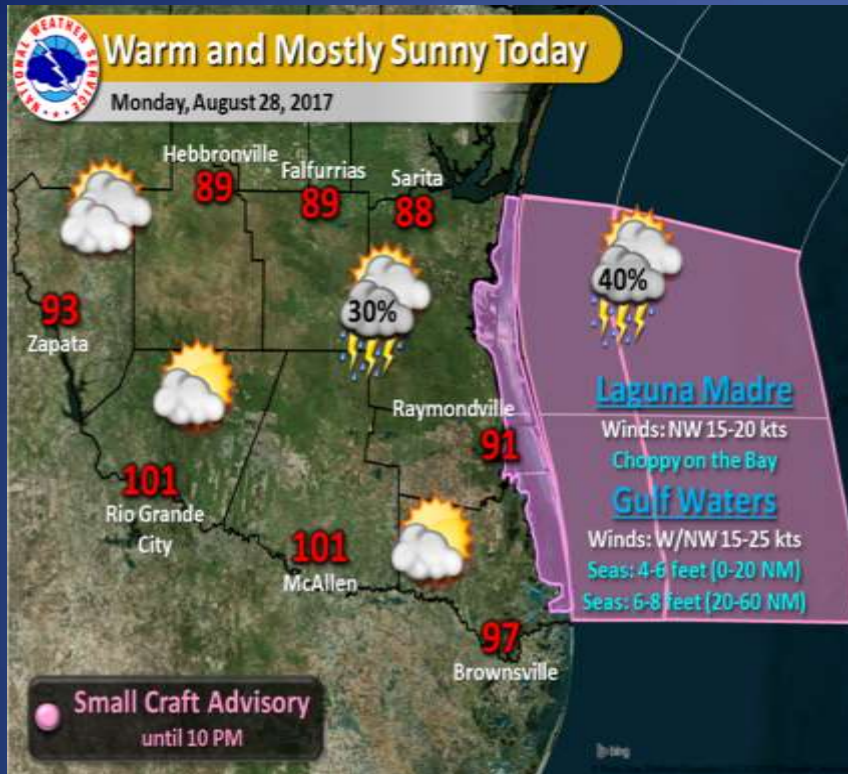 NATIONAL WEATHER SERVICE
Warm and Mostly Sunny Today
Monday, August 28, 2017
Hebbronville
89
Falfurrias
89
Sarita
88
40%
30%
93
Zapata
Laguna Madre
Winds: NW 15-20 kts
Choppy on the Bay
Raymondville
91
Gulf Waters
Winds: W/NW 15-25 kts
Seas: 4-6 feet (0-20 NM)
Seas: 6-8 feet (20-60 NM)
101
Rio Grande
City
101
McAllen
97
Brownsville
Small Craft Advisory
until 10 PM
bing